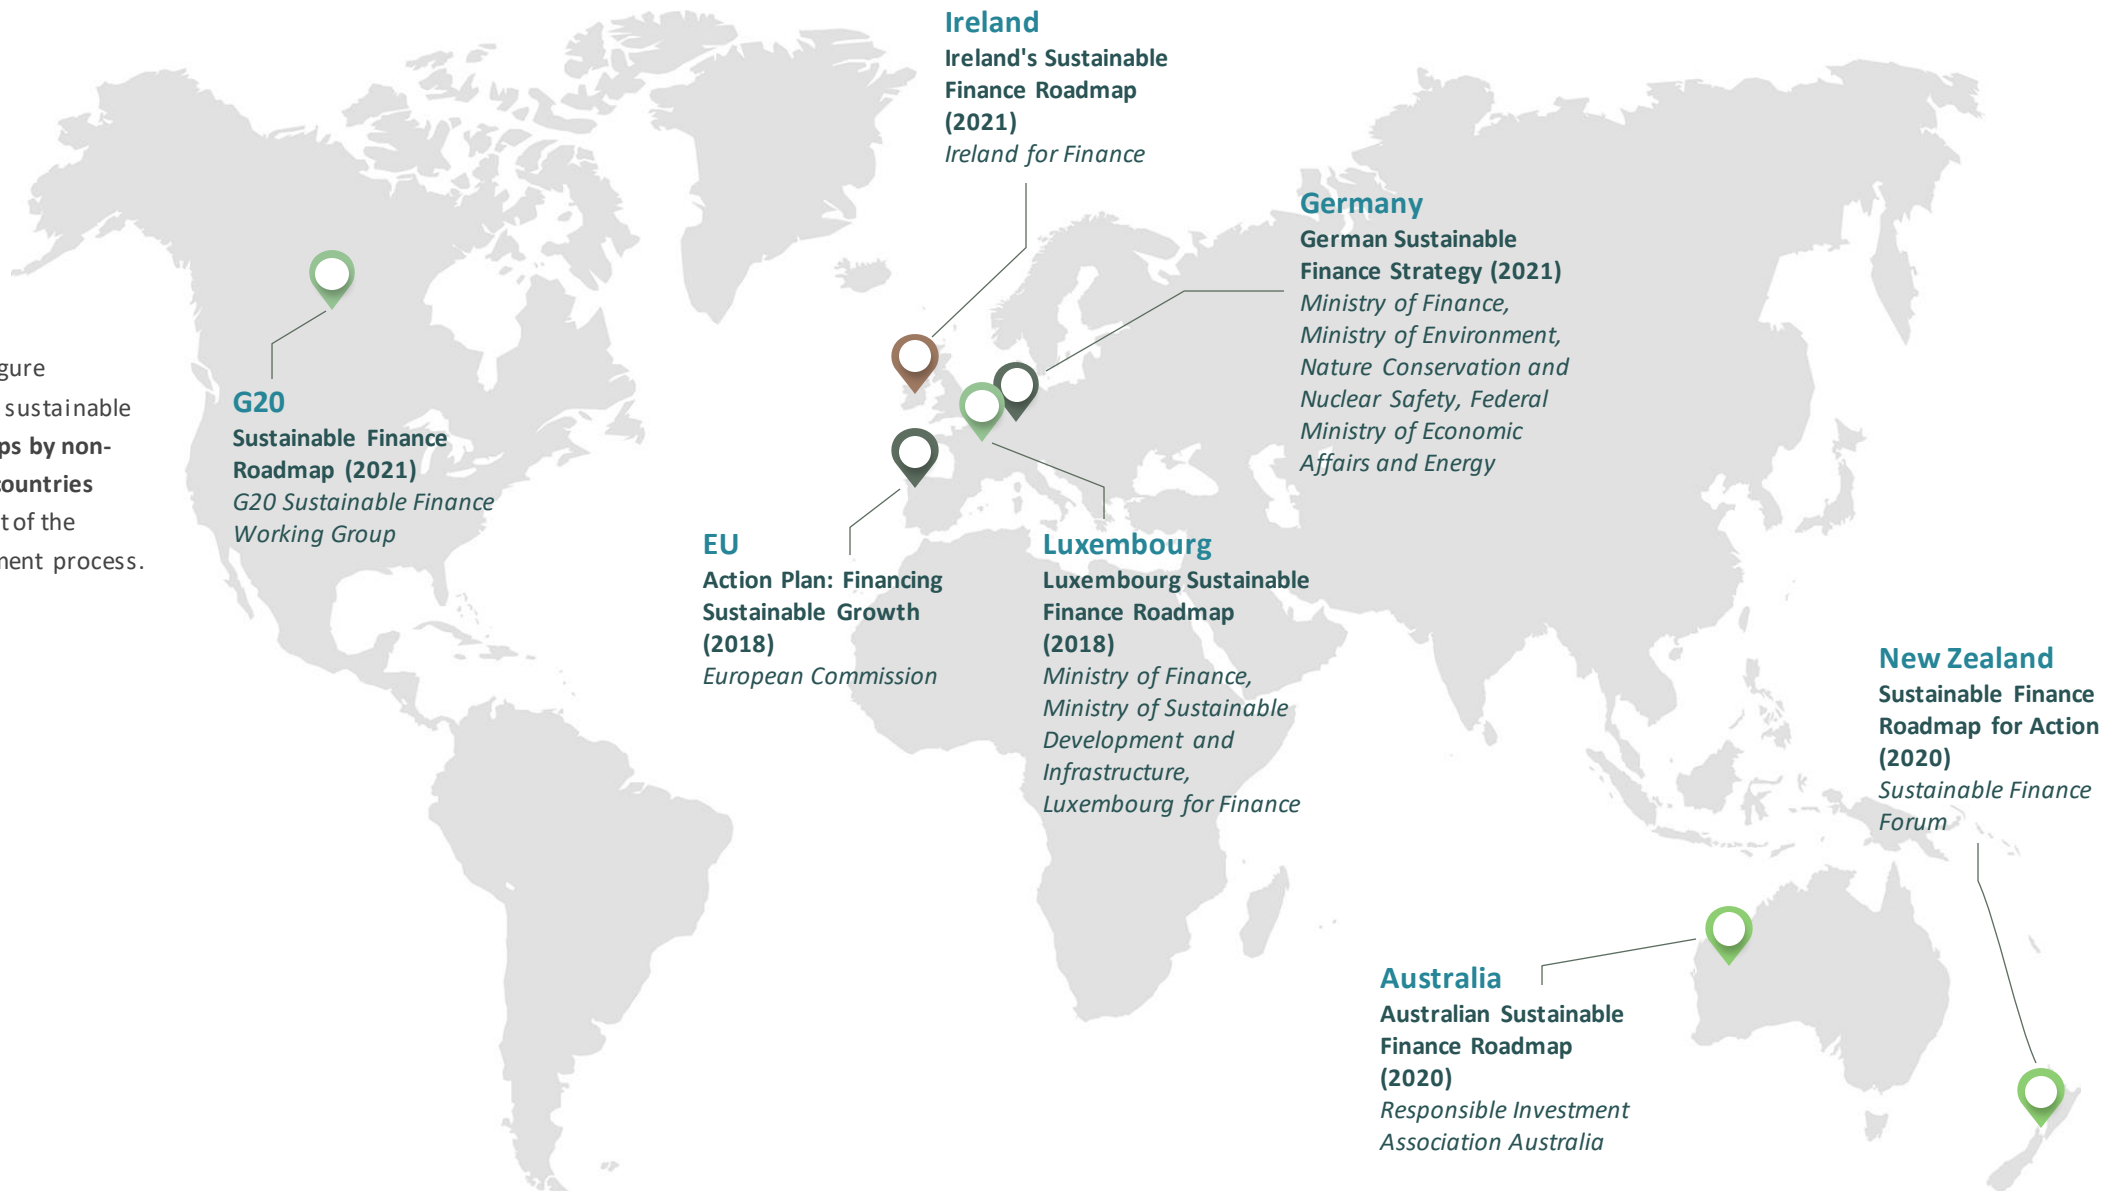 Ireland
Ireland's Sustainable
Finance Roadmap
(2021)
Ireland for Finance
Germany
German Sustainable
Finance Strategy (2021)
Ministry of Finance,
Ministry of Environment,
Nature Conservation and
Nuclear Safety, Federal
Ministry of Economic
Affairs and Energy
sustainable
by non-
countries
of the
process.
G20
Sustainable Finance
Roadmap (2021)
G20 Sustainable Finance
Working Group
EU
Action Plan: Financing
Sustainable Growth
(2018)
European Commission
Luxembourg
Luxembourg Sustainable
Finance Roadmap
(2018)
Ministry of Finance,
Ministry of Sustainable
Development and
Infrastructure,
Luxembourg for Finance
New Zealand
Sustainable Finance
Roadmap for Action
(2020)
Sustainable Finance
Forum
Australia
Australian Sustainable
Finance Roadmap
(2020)
Responsible Investment
Association Australia